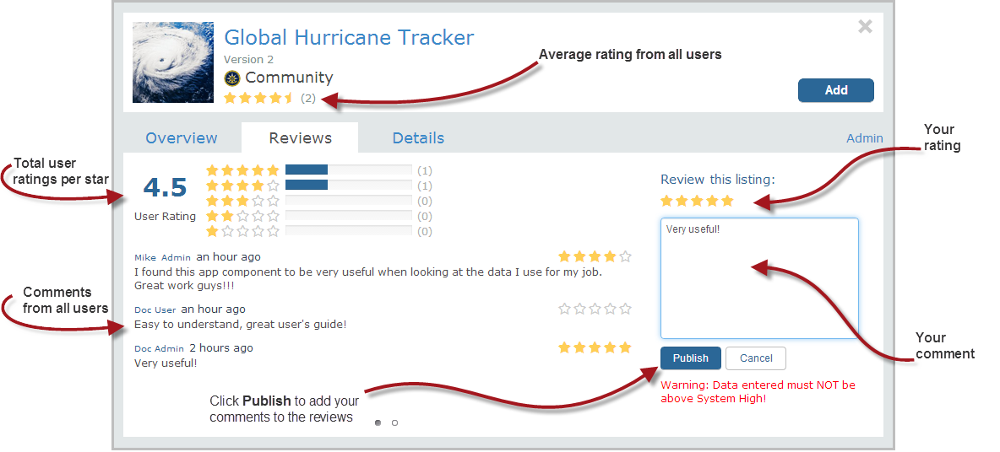 Global Hurricane Tracker
Version 2
Community
(2)
Average rating from all users
Add
Overview
Reviews
Details
Admin
Total user
ratings per star
4.5
User Rating
(1)
(1)
(0)
(0)
(0)
Your
rating
Review this listing:
Very useful!
Mike Admin an hour ago
I found this app component to be very useful when looking at the data I use for my job.
Great work guys!!!
Comments
from all users
Doc User an hour ago
Easy to understand, great user's guide!
Doc Admin 2 hours ago
Very useful!
Your
comment
Publish
Cancel
Warning: Data entered must NOT be
above System High!
Click Publish to add your
comments to the reviews